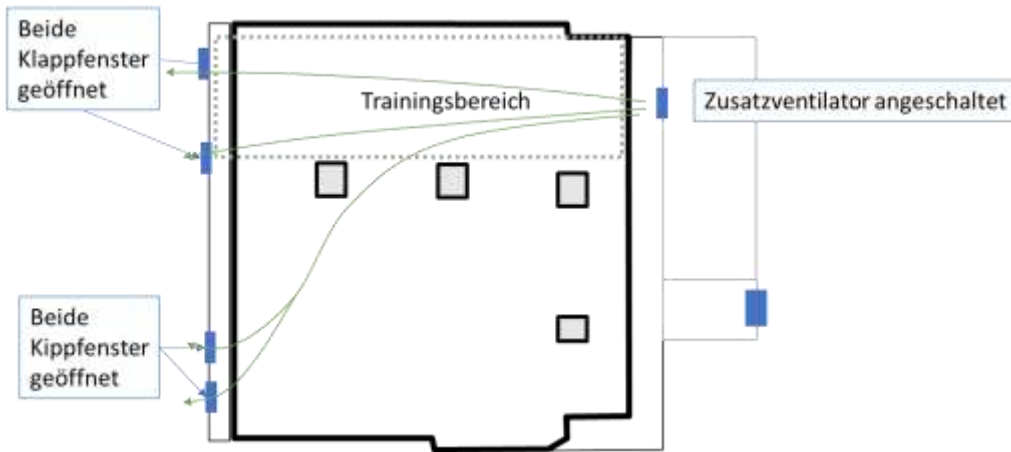 Beide
Klappfenster
geöffnet
Trainingsbereich
Zusatzventilator angeschaltet
Beide
Kippfenster
geöffnet